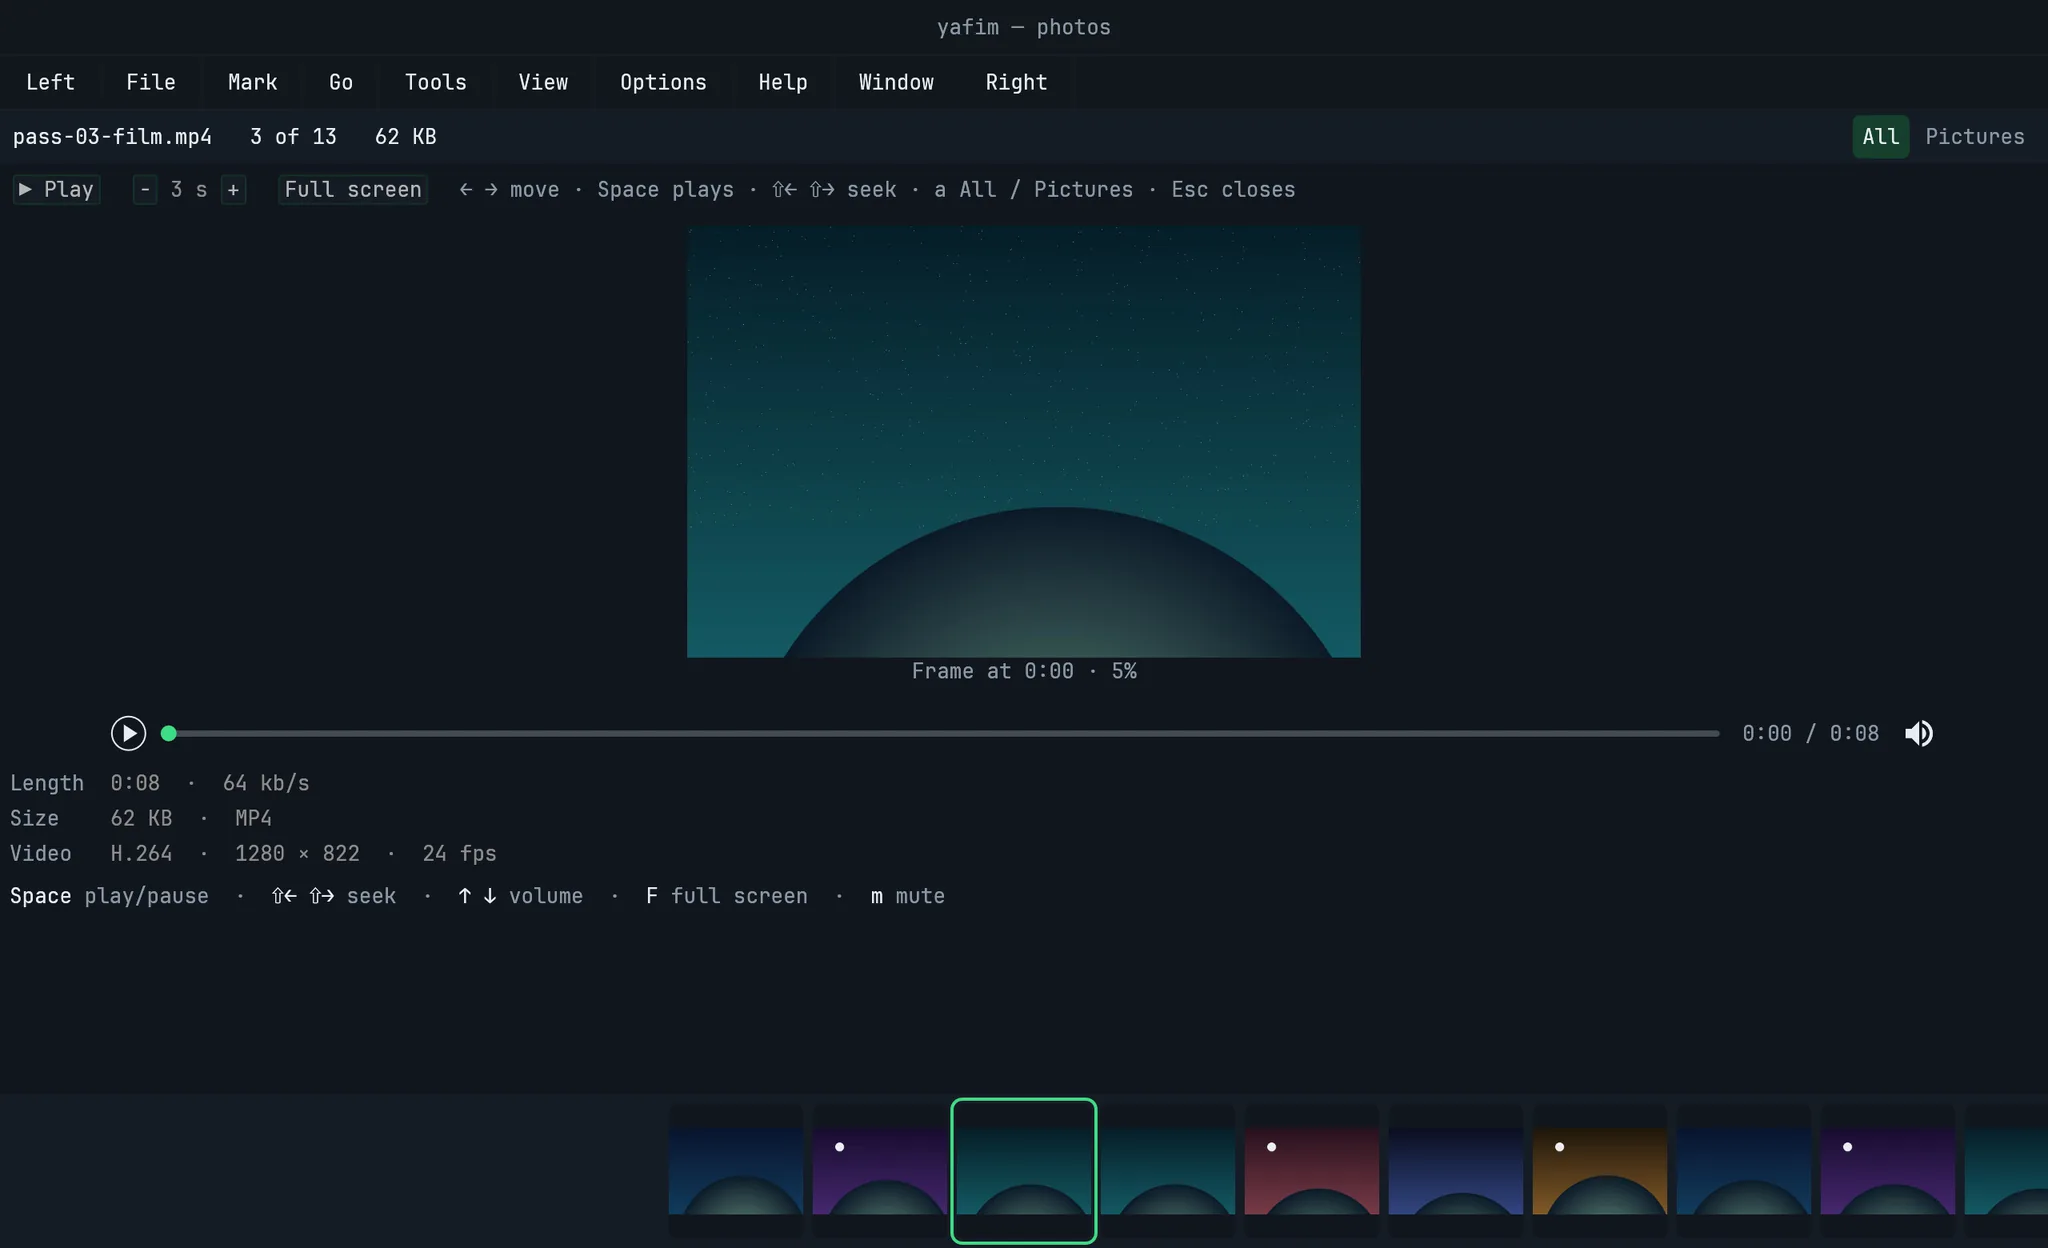 yafim — photos
Left File Mark Go Tools View Options Help Window Right
pass-03-film.mp4 3 of 13 62 KB All Pictures
▶ Play - 3 s + Full screen ← → move · Space plays · ⇧← ⇧→ seek · a All / Pictures · Esc closes
Frame at 0:00 · 5%
0:00 / 0:08
Length 0:08 · 64 kb/s
Size 62 KB · MP4
Video H.264 · 1280 × 822 · 24 fps
Space play/pause · ⇧← ⇧→ seek · ↑ ↓ volume · F full screen · m mute